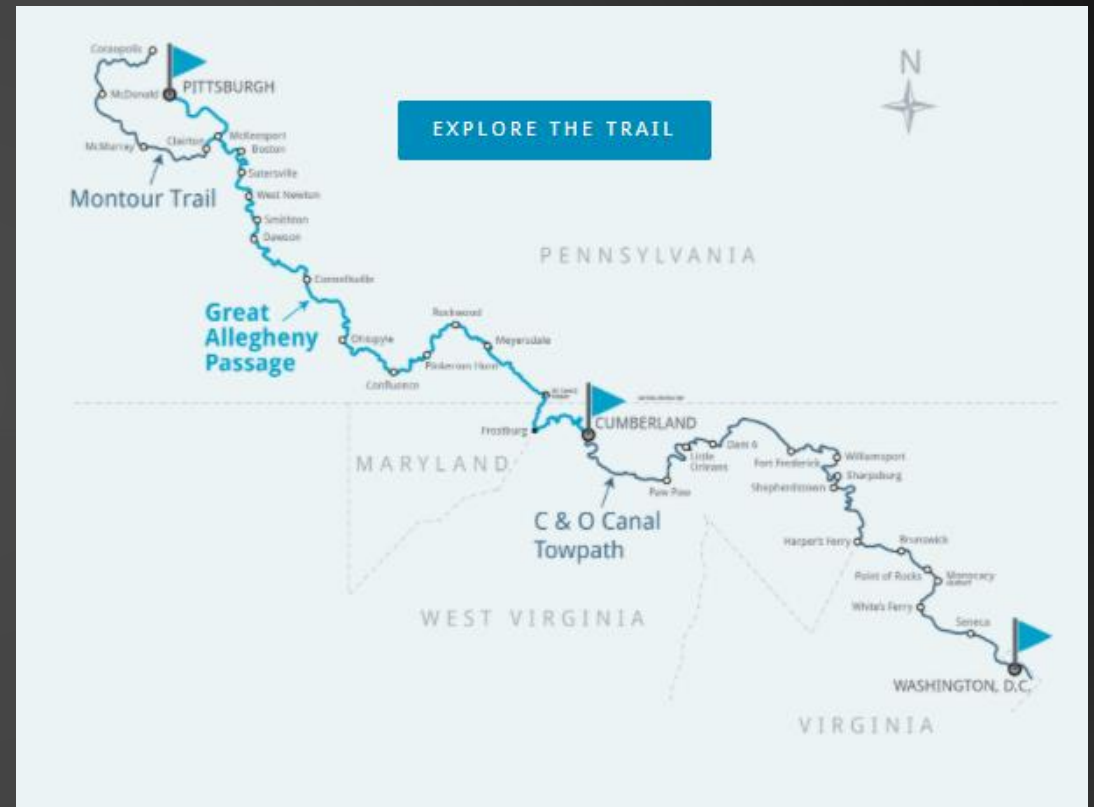 Coraopolis
PITTSBURGH
N
McDonald
EXPLORE THE TRAIL
McKeesport
Clairton
McMurray
Boston
Sutersville
Montour Trail
West Newton
Smithton
Dawson
PENNSYLVANIA
Connellsville
Great
Allegheny
Passage
Rockwood
Ohiopyle
Meyersdale
Pinkerton Horn
Confluence
CUMBERLAND
Frostburg
MARYLAND
Little
Orleans
Dam 6
Fort Frederick
Williamsport
Sharpsburg
Shepherdstown
Paw Paw
C & O Canal
Towpath
Harper's Ferry
Brunswick
Point of Rocks
Monocacy
White's Ferry
WEST VIRGINIA
Seneca
WASHINGTON, D.C.
VIRGINIA